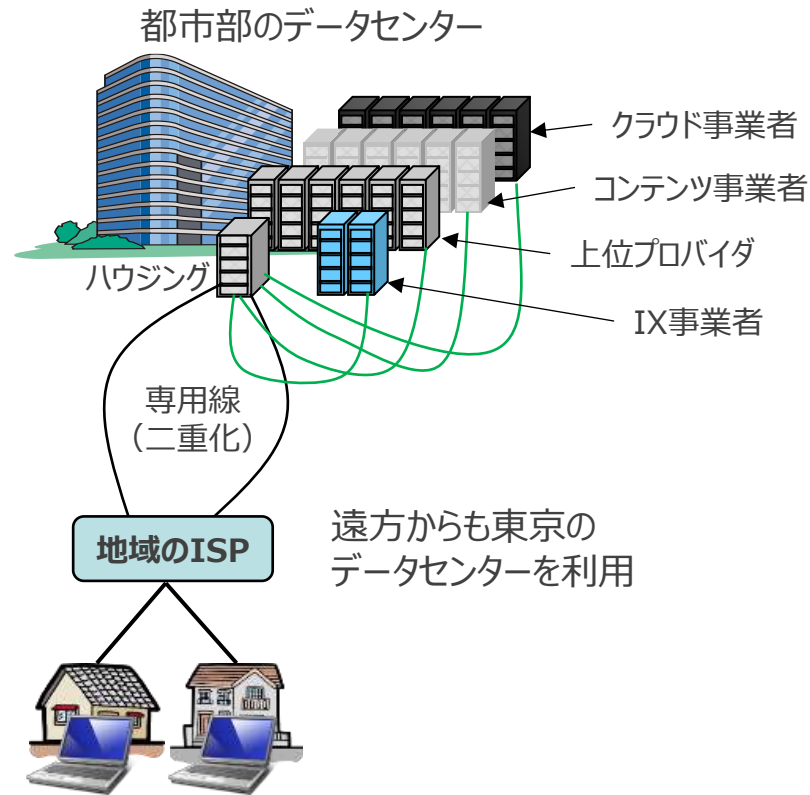 都市部のデータセンター
クラウド事業者
コンテンツ事業者
上位プロバイダ
ハウジング
IX事業者
専用線
（二重化）
地域のISP
遠方からも東京の
データセンターを利用